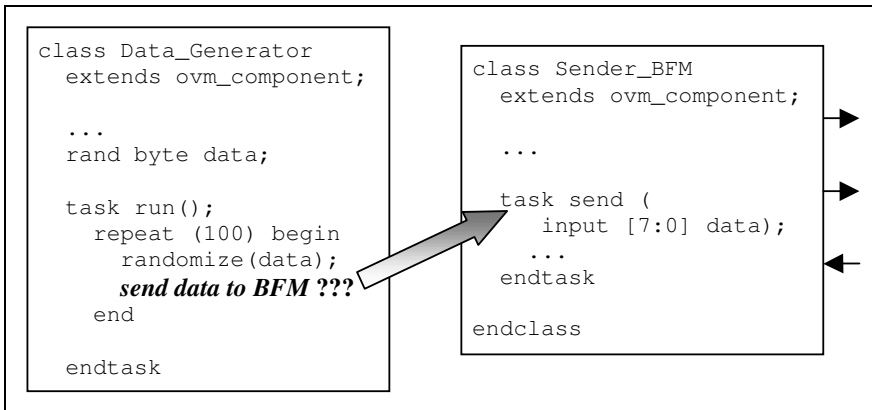 class Data_Generator
extends ovm_component;
...
rand byte data;
task run();
repeat (100) begin
randomize(data);
send data to BFM ???
end
endtask
class Sender_BFM
extends ovm_component;
...
task send (
input [7:0] data);
...
endtask
endclass